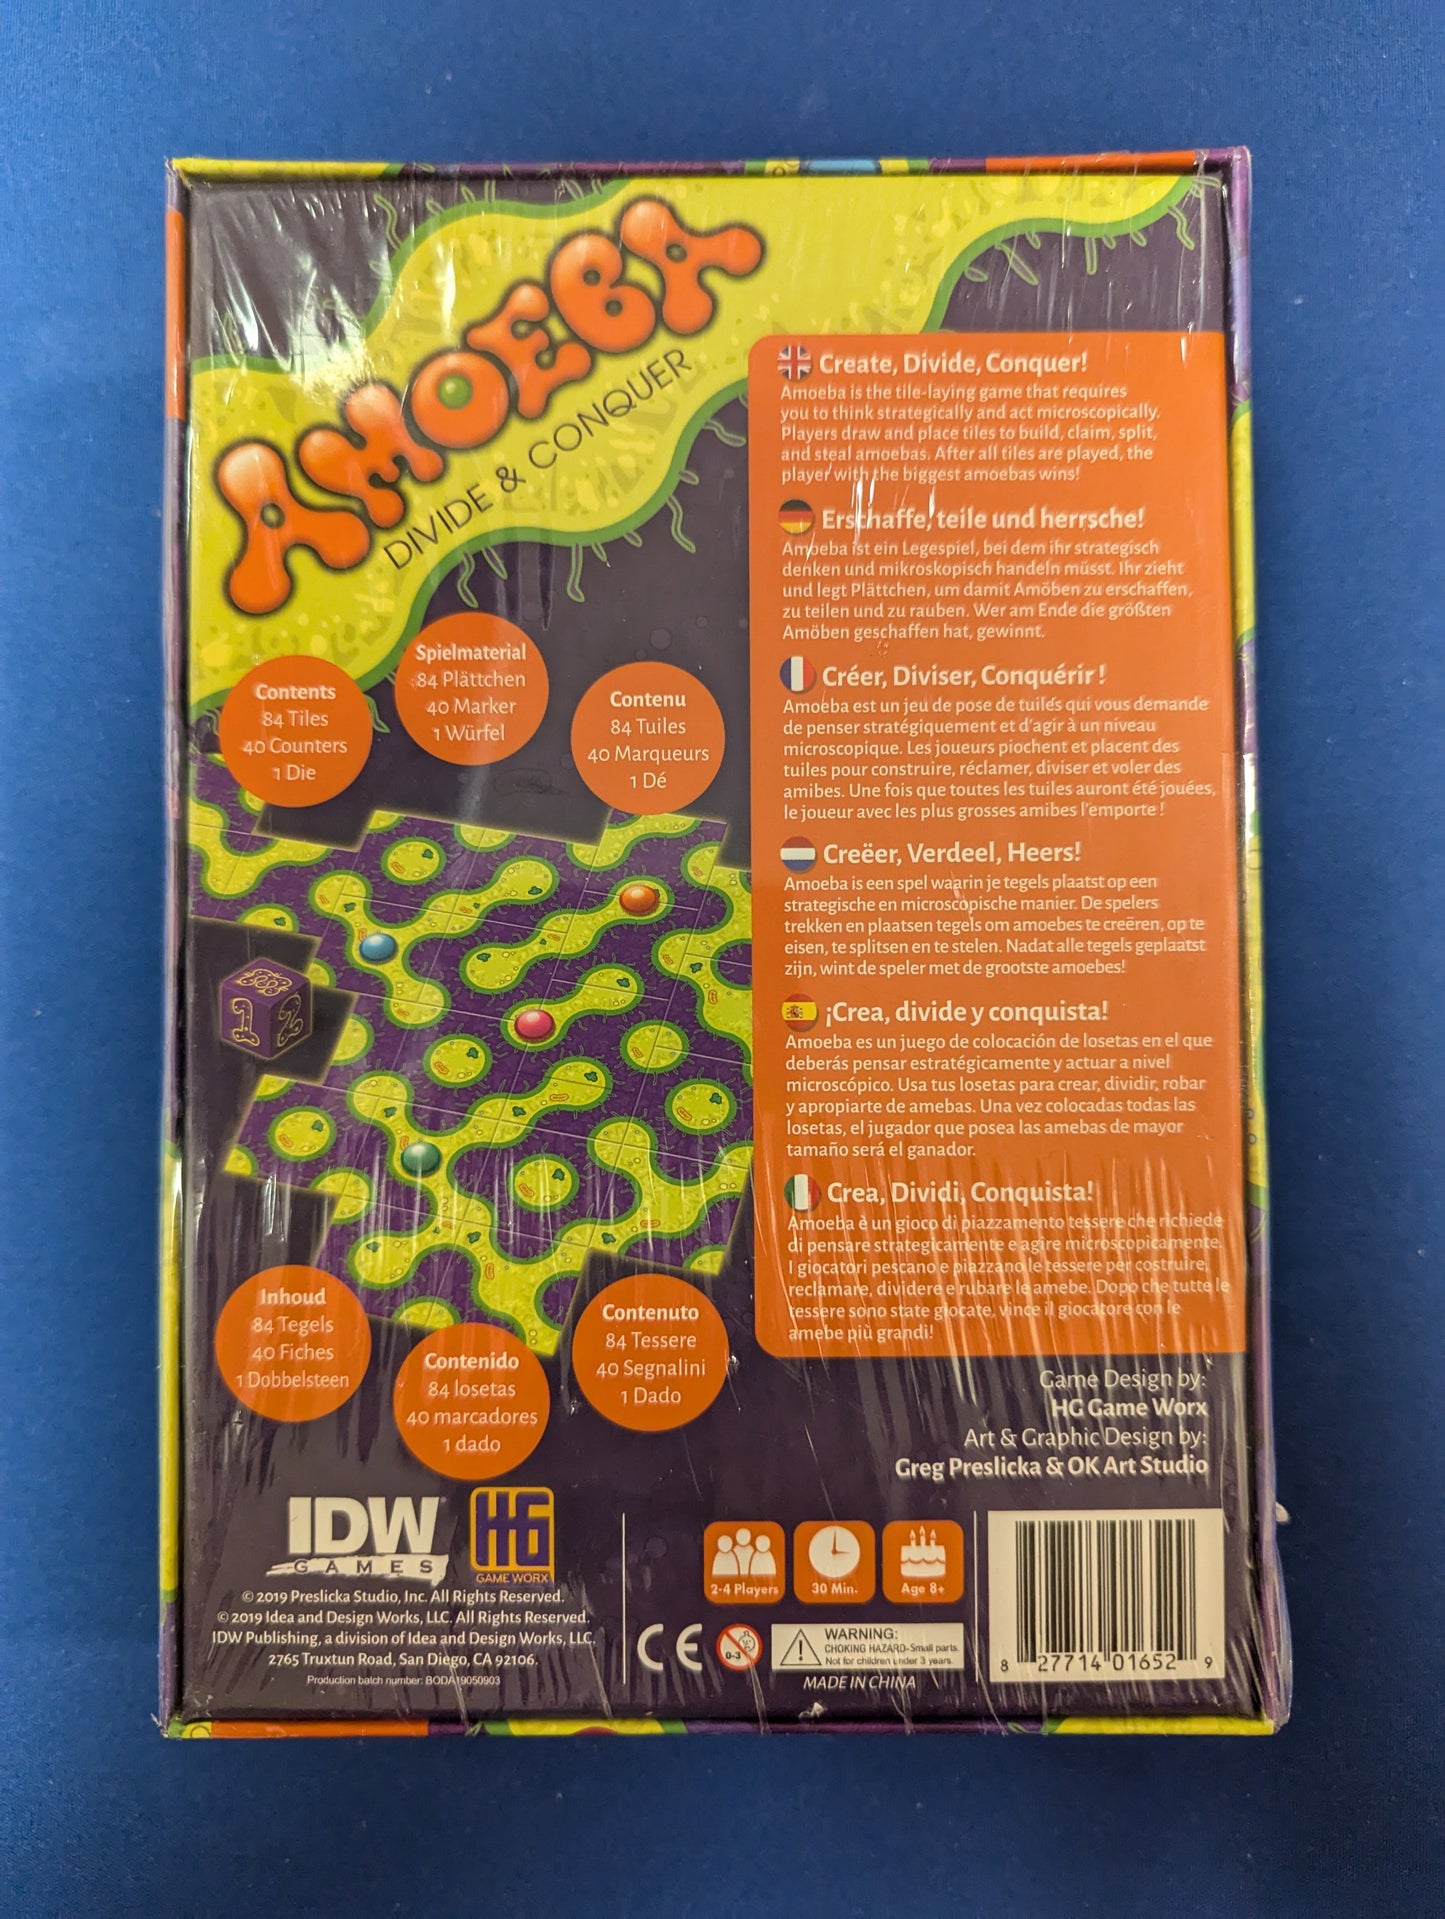 AMOEBA
DIVIDE & CONQUER
Create, Divide, Conquer!
Amoeba is the tile-laying game that requires
you to think strategically and act microscopically.
Players draw and place tiles to build, claim, split,
and steal amoebas. After all tiles are played, the
player with the biggest amoebas wins!
Erschaffe, teile und herrsche!
Amoeba ist ein Legespiel, bei dem ihr strategisch
denken und mikroskopisch handeln müsst. Ihr zieht
und legt Plättchen, um damit Amöben zu erschaffen,
zu teilen und zu rauben. Wer am Ende die größten
Amöben geschaffen hat, gewinnt.
Créer, Diviser, Conquérir !
Amoeba est un jeu de pose de tuiles qui vous demande
de penser stratégiquement et d'agir à un niveau
microscopique. Les joueurs piochent et placent des
tuiles pour construire, réclamer, diviser et voler des
amibes. Une fois que toutes les tuiles auront été jouées,
le joueur avec les plus grosses amibes l'emporte !
Creëer, Verdeel, Heers!
Amoeba is een spel waarin je tegels plaatst op een
strategische en microscopische manier. De spelers
trekken en plaatsen tegels om amoebes te creëren, op te
eisen, te splitsen en te stelen. Nadat alle tegels geplaatst
zijn, wint de speler met de grootste amoebes!
¡Crea, divide y conquista!
Amoeba es un juego de colocación de losetas en el que
deberás pensar estratégicamente y actuar a nivel
microscópico. Usa tus losetas para crear, dividir, robar
y apropiarte de amebas. Una vez colocadas todas las
losetas, el jugador que posea las amebas de mayor
tamaño será el ganador.
Crea, Dividi, Conquista!
Amoeba è un gioco di piazzamento tessere che richiede
di pensare strategicamente e agire microscopicamente.
I giocatori pescano e piazzano le tessere per costruire,
reclamare, dividere e rubare le amebe. Dopo che tutte le
tessere sono state giocate, vince il giocatore con le
amebe più grandi!
Contents
84 Tiles
40 Counters
1 Die
Spielmaterial
84 Plättchen
40 Marker
1 Würfel
Contenu
84 Tuiles
40 Marqueurs
1 Dé
1 2
Inhoud
84 Tegels
40 Fiches
1 Dobbelsteen
Contenido
84 losetas
40 marcadores
1 dado
Contenuto
84 Tessere
40 Segnalini
1 Dado
Game Design by:
HG Game Worx
Art & Graphic Design by:
Greg Preslicka & OK Art Studio
IDW
GAMES
HG
GAME WORX
© 2019 Preslicka Studio, Inc. All Rights Reserved.
© 2019 Idea and Design Works, LLC. All Rights Reserved.
IDW Publishing, a division of Idea and Design Works, LLC.
2765 Truxtun Road, San Diego, CA 92106.
Production batch number: BODA19050903
2-4 Players
30 Min.
Age 8+
CE
0-3
WARNING:
CHOKING HAZARD-Small parts.
Not for children under 3 years.
MADE IN CHINA
8 27714 01652 9